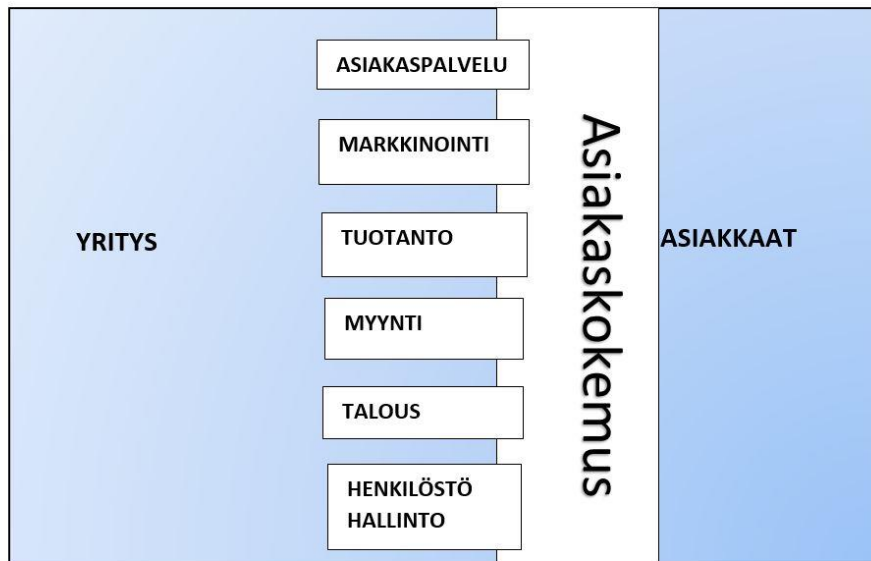 YRITYS
ASIAKASPALVELU
MARKKINOINTI
TUOTANTO
MYYNTI
TALOUS
HENKILÖSTÖ
HALLINTO
Asiakaskokemus
ASIAKKAAT